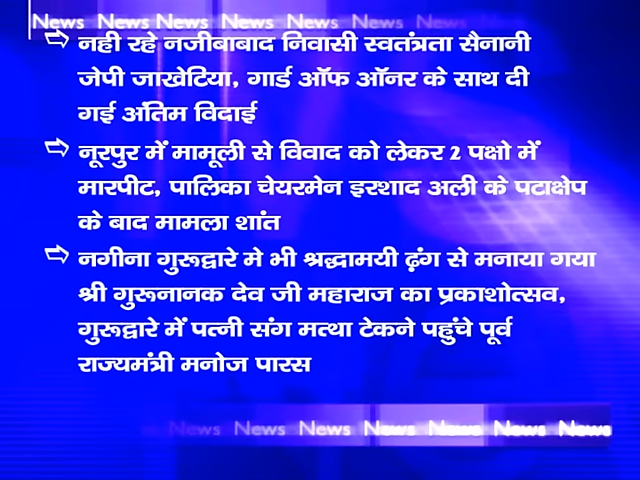 News News News News News News News News News
नही रहे नजीबाबाद निवासी स्वतंत्रता सैनानी
जेपी जाखेटिया, गार्ड ऑफ ऑनर के साथ दी
गई अंतिम विदाई
नूरपुर में मामूली से विवाद को लेकर 2 पक्षो में
मारपीट, पालिका चेयरमेन इरशाद अली के पटाक्षेप
के बाद मामला शांत
नगीना गुरूद्वारे मे भी श्रद्धामयी ढ़ंग से मनाया गया
श्री गुरूनानक देव जी महाराज का प्रकाशोत्सव,
गुरूद्वारे में पत्नी संग मत्था टेकने पहुंचे पूर्व
राज्यमंत्री मनोज पारस
News News News News News News News